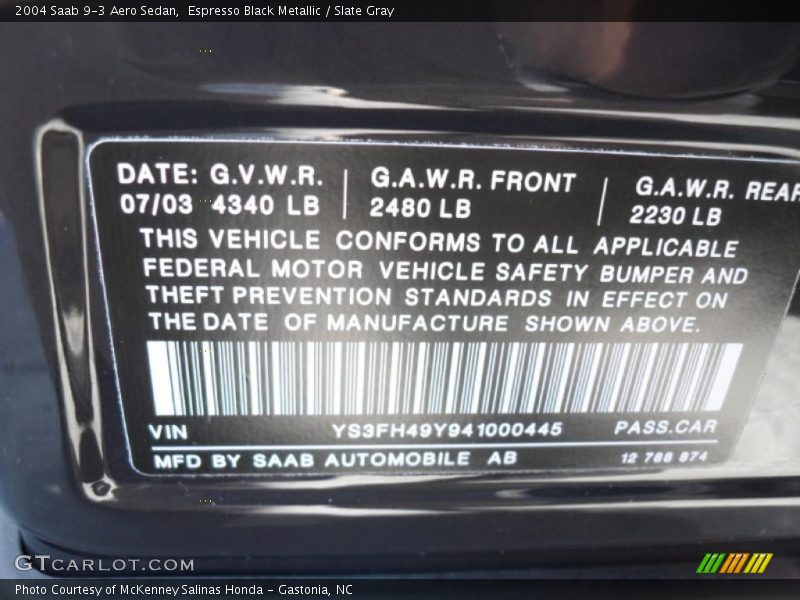 2004 Saab 9-3 Aero Sedan, Espresso Black Metallic / Slate Gray
DATE: G.V.W.R. G.A.W.R. FRONT G.A.W.R. REAR
07/03 4340 LB 2480 LB 2230 LB
THIS VEHICLE CONFORMS TO ALL APPLICABLE
FEDERAL MOTOR VEHICLE SAFETY BUMPER AND
THEFT PREVENTION STANDARDS IN EFFECT ON
THE DATE OF MANUFACTURE SHOWN ABOVE.
VIN YS3FH49Y941000445 PASS.CAR
MFD BY SAAB AUTOMOBILE AB 12 788 874
GTCARLOT.COM
Photo Courtesy of McKenney Salinas Honda - Gastonia, NC